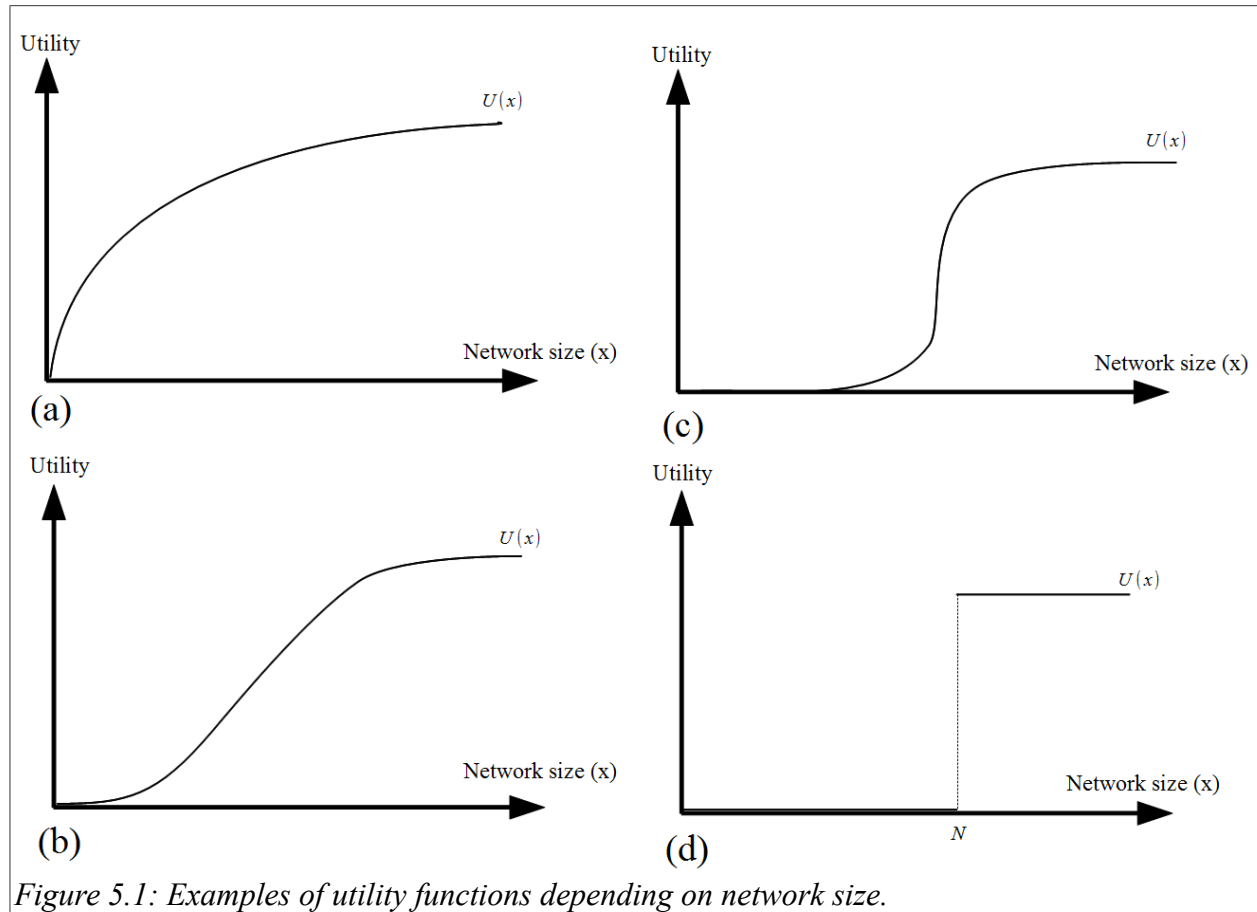 Utility
U(x)
Network size (x)
(a)
Utility
U(x)
Network size (x)
(c)
Utility
U(x)
Network size (x)
(b)
Utility
U(x)
Network size (x)
N
(d)
Figure 5.1: Examples of utility functions depending on network size.